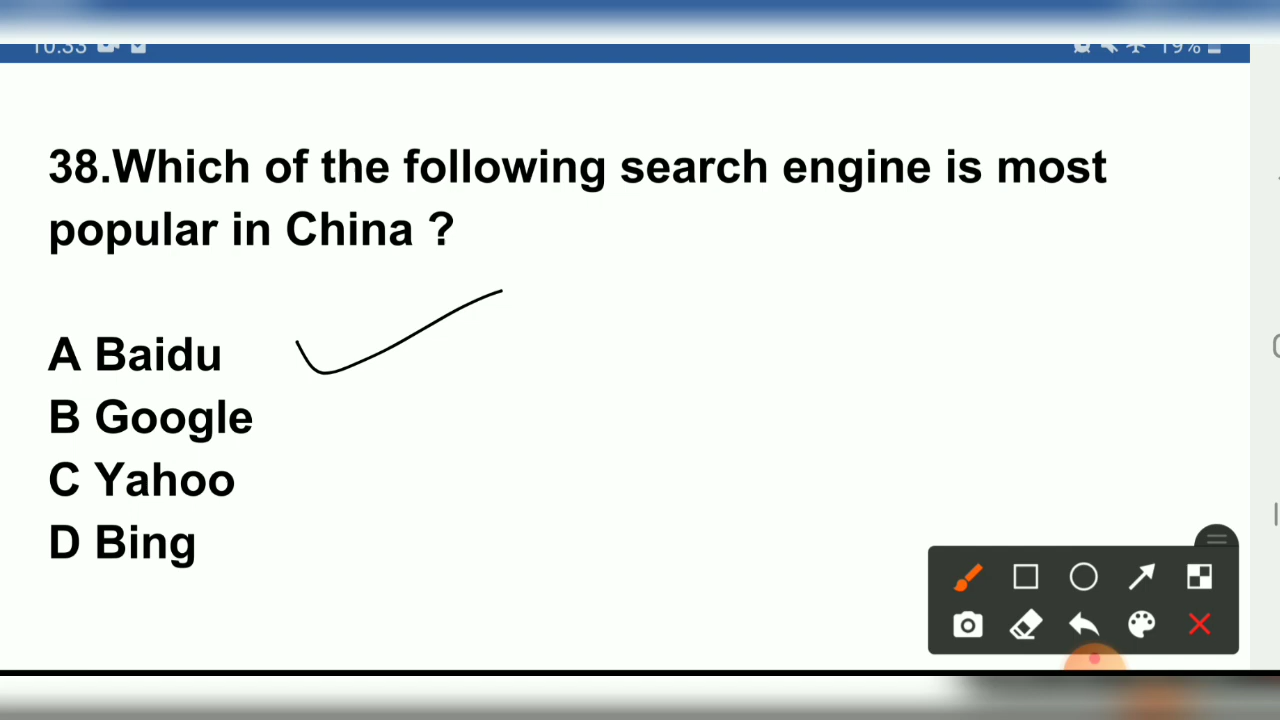 10:33 19%
38.Which of the following search engine is most
popular in China ?
A Baidu
B Google
C Yahoo
D Bing